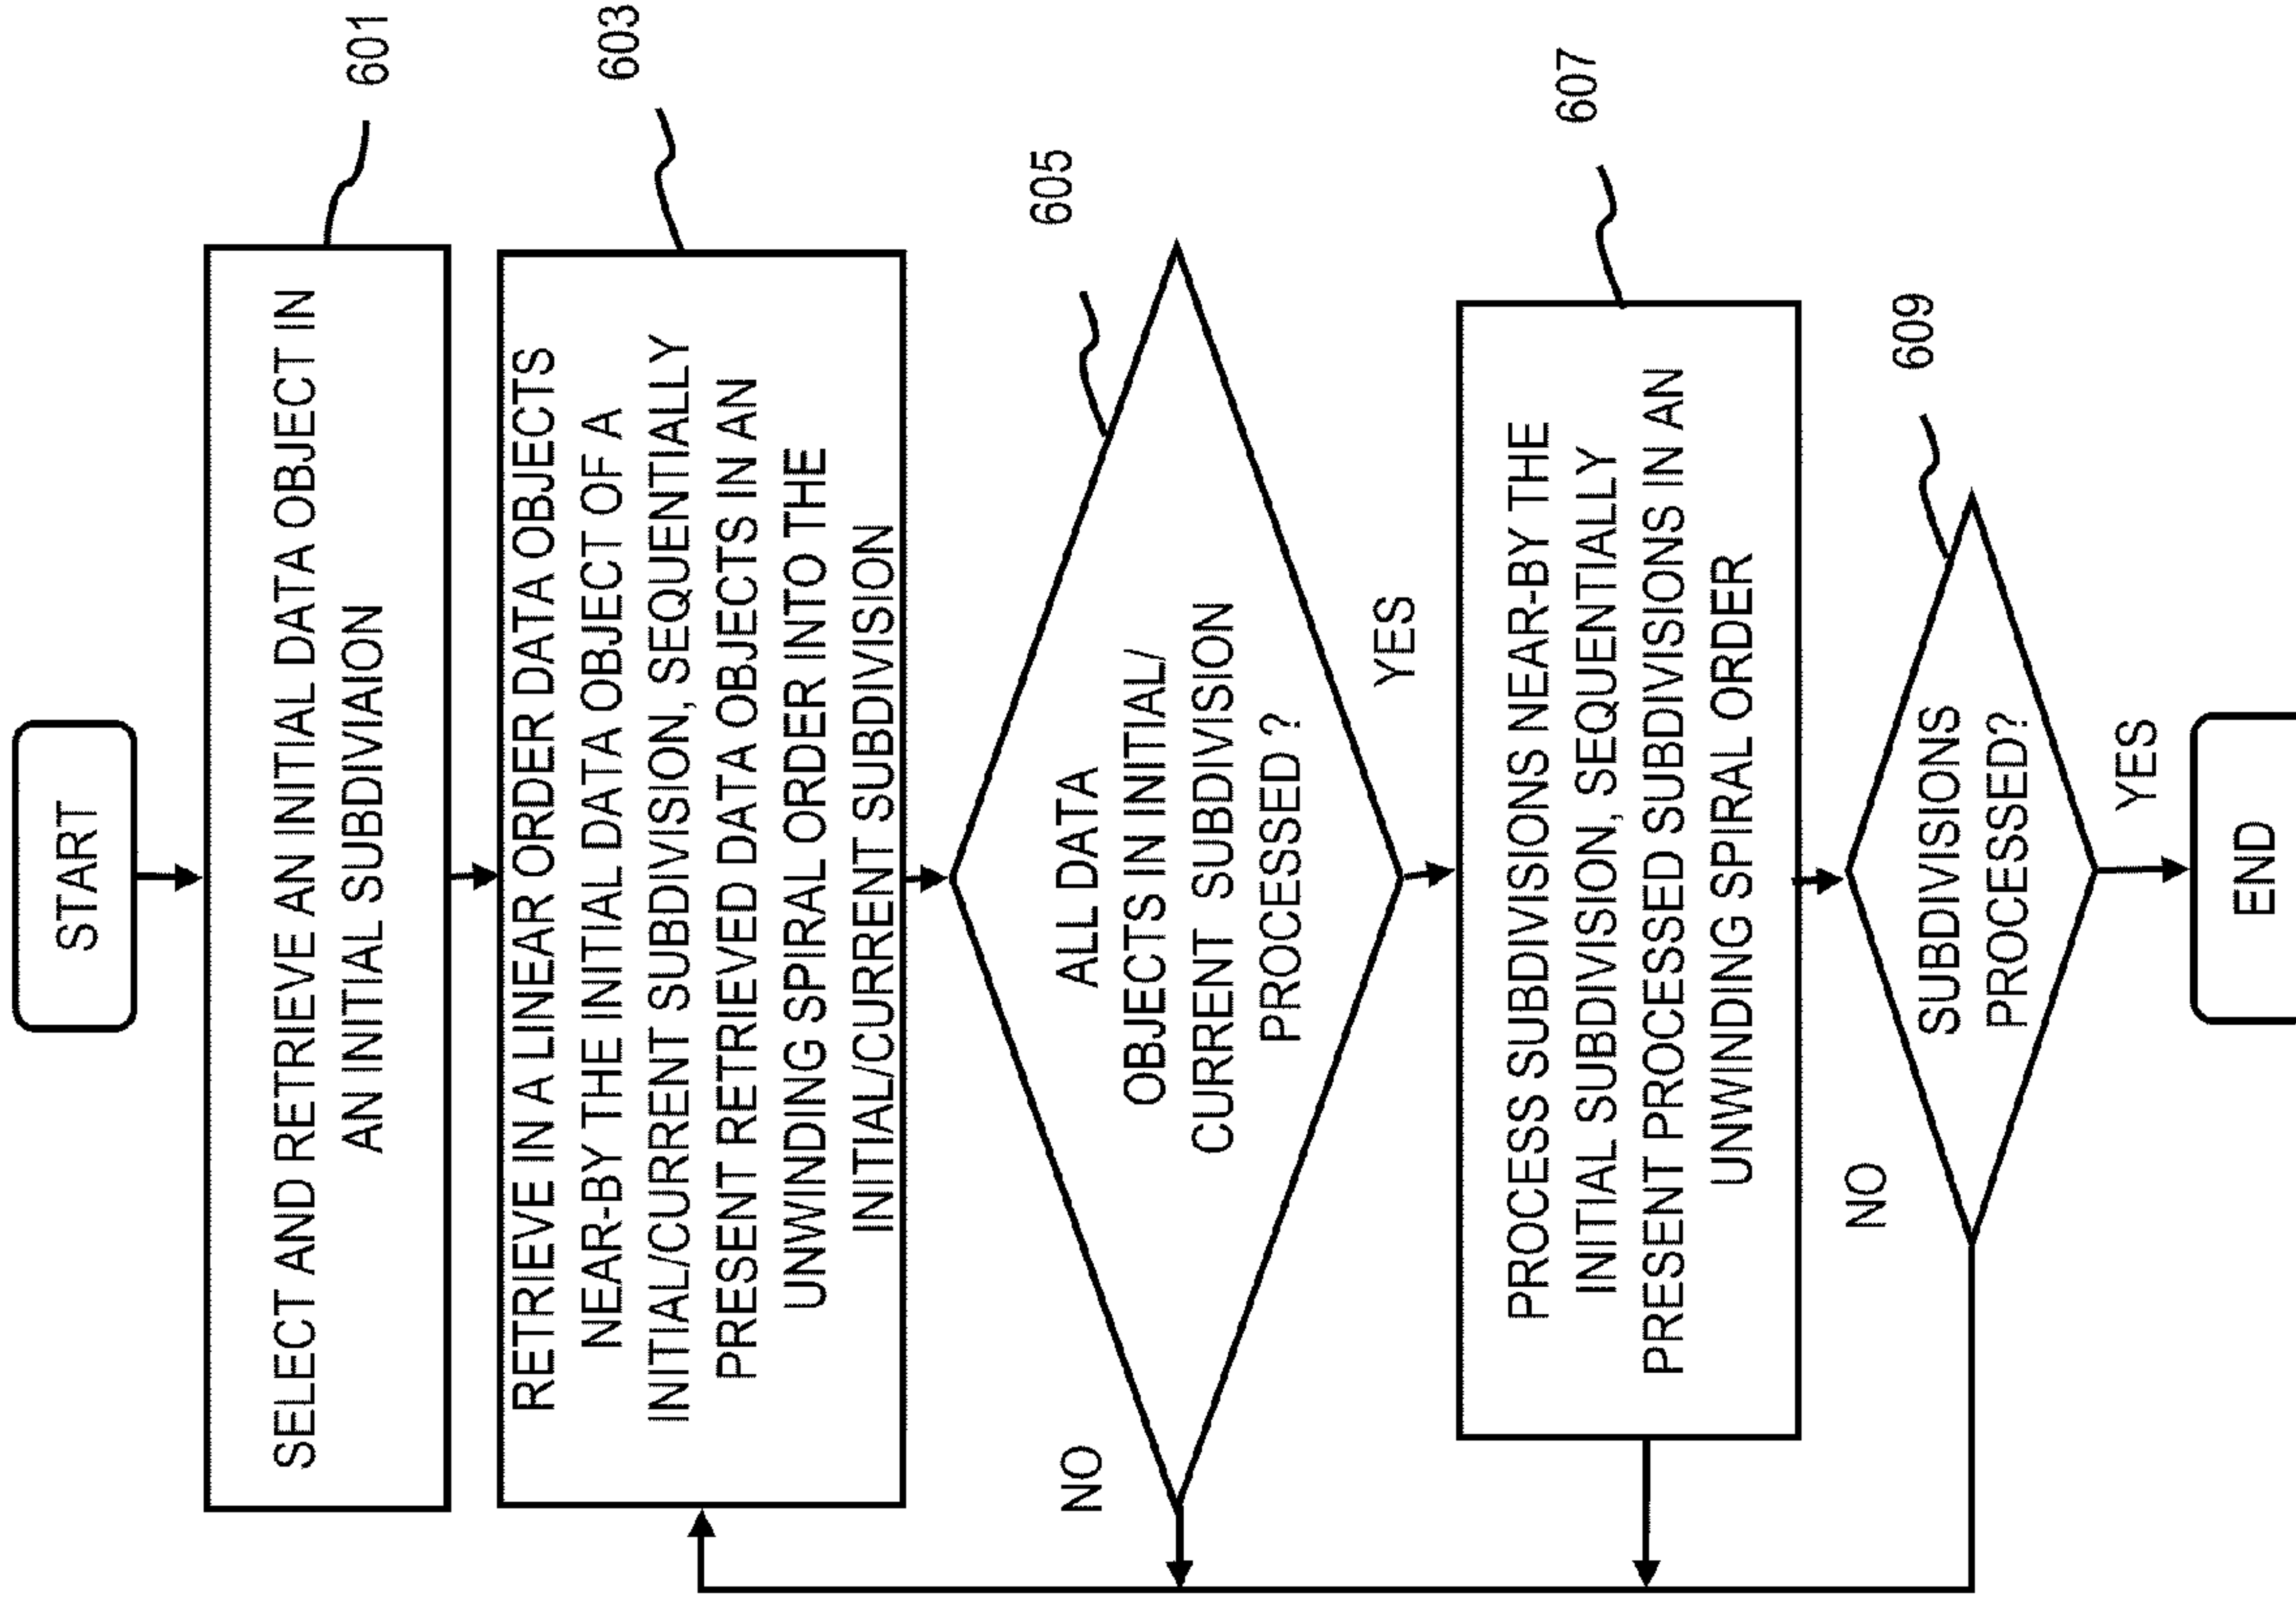 START
SELECT AND RETRIEVE AN INITIAL DATA OBJECT IN
AN INITIAL SUBDIVIAION
601
RETRIEVE IN A LINEAR ORDER DATA OBJECTS
NEAR-BY THE INITIAL DATA OBJECT OF A
INITIAL/CURRENT SUBDIVISION, SEQUENTIALLY
PRESENT RETRIEVED DATA OBJECTS IN AN
UNWINDING SPIRAL ORDER INTO THE
INITIAL/CURRENT SUBDIVISION
603
ALL DATA
OBJECTS IN INITIAL/
CURRENT SUBDIVISION
PROCESSED ?
605
NO
YES
PROCESS SUBDIVISIONS NEAR-BY THE
INITIAL SUBDIVISION, SEQUENTIALLY
PRESENT PROCESSED SUBDIVISIONS IN AN
UNWINDING SPIRAL ORDER
607
NO
SUBDIVISIONS
PROCESSED?
609
YES
END